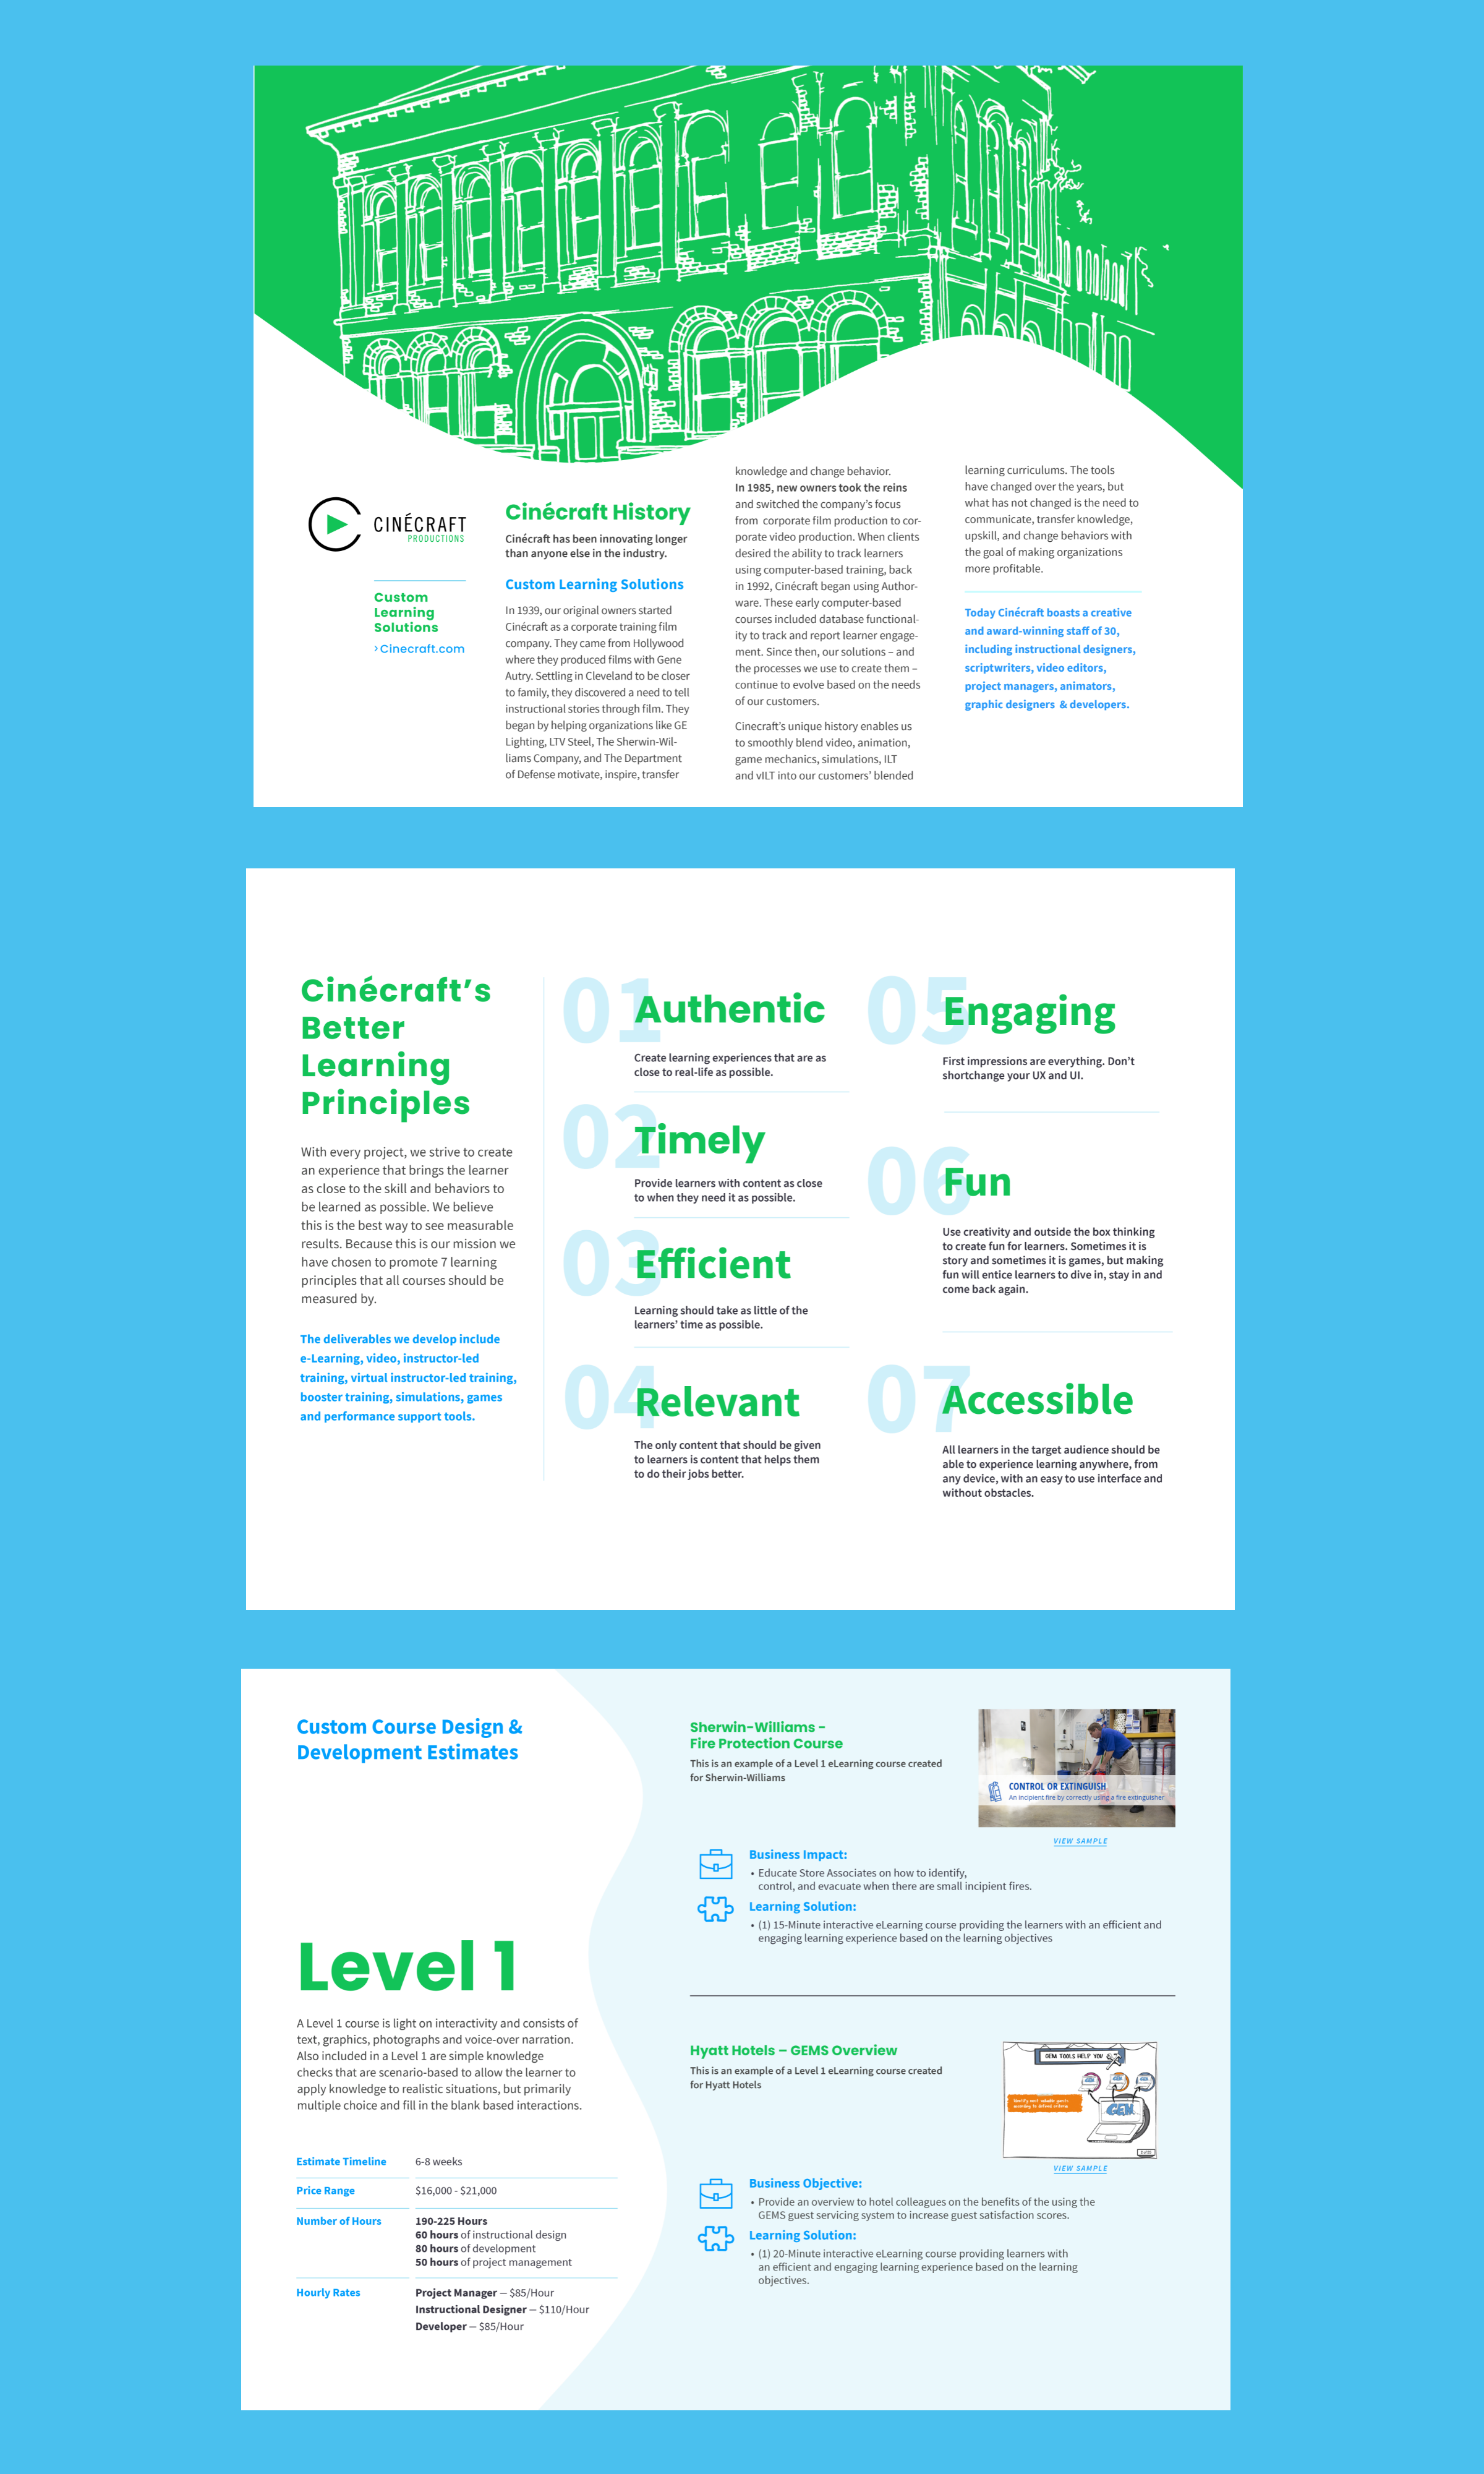 CINÉCRAFT
PRODUCTIONS
Custom
Learning
Solutions
› Cinecraft.com
Cinécraft History
Cinécraft has been innovating longer
than anyone else in the industry.
Custom Learning Solutions
In 1939, our original owners started
Cinécraft as a corporate training film
company. They came from Hollywood
where they produced films with Gene
Autry. Settling in Cleveland to be closer
to family, they discovered a need to tell
instructional stories through film. They
began by helping organizations like GE
Lighting, LTV Steel, The Sherwin-Wil-
liams Company, and The Department
of Defense motivate, inspire, transfer
knowledge and change behavior.
In 1985, new owners took the reins
and switched the company's focus
from corporate film production to cor-
porate video production. When clients
desired the ability to track learners
using computer-based training, back
in 1992, Cinécraft began using Author-
ware. These early computer-based
courses included database functional-
ity to track and report learner engage-
ment. Since then, our solutions – and
the processes we use to create them –
continue to evolve based on the needs
of our customers.
Cinecraft's unique history enables us
to smoothly blend video, animation,
game mechanics, simulations, ILT
and vILT into our customers' blended
learning curriculums. The tools
have changed over the years, but
what has not changed is the need to
communicate, transfer knowledge,
upskill, and change behaviors with
the goal of making organizations
more profitable.
Today Cinécraft boasts a creative
and award-winning staff of 30,
including instructional designers,
scriptwriters, video editors,
project managers, animators,
graphic designers & developers.
Cinécraft's
Better
Learning
Principles
With every project, we strive to create
an experience that brings the learner
as close to the skill and behaviors to
be learned as possible. We believe
this is the best way to see measurable
results. Because this is our mission we
have chosen to promote 7 learning
principles that all courses should be
measured by.
The deliverables we develop include
e-Learning, video, instructor-led
training, virtual instructor-led training,
booster training, simulations, games
and performance support tools.
01 Authentic
Create learning experiences that are as
close to real-life as possible.
02 Timely
Provide learners with content as close
to when they need it as possible.
03 Efficient
Learning should take as little of the
learners' time as possible.
04 Relevant
The only content that should be given
to learners is content that helps them
to do their jobs better.
05 Engaging
First impressions are everything. Don't
shortchange your UX and UI.
06 Fun
Use creativity and outside the box thinking
to create fun for learners. Sometimes it is
story and sometimes it is games, but making
fun will entice learners to dive in, stay in and
come back again.
07 Accessible
All learners in the target audience should be
able to experience learning anywhere, from
any device, with an easy to use interface and
without obstacles.
Custom Course Design &
Development Estimates
Level 1
A Level 1 course is light on interactivity and consists of
text, graphics, photographs and voice-over narration.
Also included in a Level 1 are simple knowledge
checks that are scenario-based to allow the learner to
apply knowledge to realistic situations, but primarily
multiple choice and fill in the blank based interactions.
Estimate Timeline 6-8 weeks
Price Range $16,000 - $21,000
Number of Hours 190-225 Hours
60 hours of instructional design
80 hours of development
50 hours of project management
Hourly Rates Project Manager – $85/Hour
Instructional Designer – $110/Hour
Developer – $85/Hour
Sherwin-Williams -
Fire Protection Course
This is an example of a Level 1 eLearning course created
for Sherwin-Williams
CONTROL OR EXTINGUISH
An incipient fire by correctly using a fire extinguisher
VIEW SAMPLE
Business Impact:
• Educate Store Associates on how to identify,
control, and evacuate when there are small incipient fires.
Learning Solution:
• (1) 15-Minute interactive eLearning course providing the learners with an efficient and
engaging learning experience based on the learning objectives
Hyatt Hotels – GEMS Overview
This is an example of a Level 1 eLearning course created
for Hyatt Hotels
GEM TOOLS HELP YOU
GEM
VIEW SAMPLE
Business Objective:
• Provide an overview to hotel colleagues on the benefits of the using the
GEMS guest servicing system to increase guest satisfaction scores.
Learning Solution:
• (1) 20-Minute interactive eLearning course providing learners with
an efficient and engaging learning experience based on the learning
objectives.